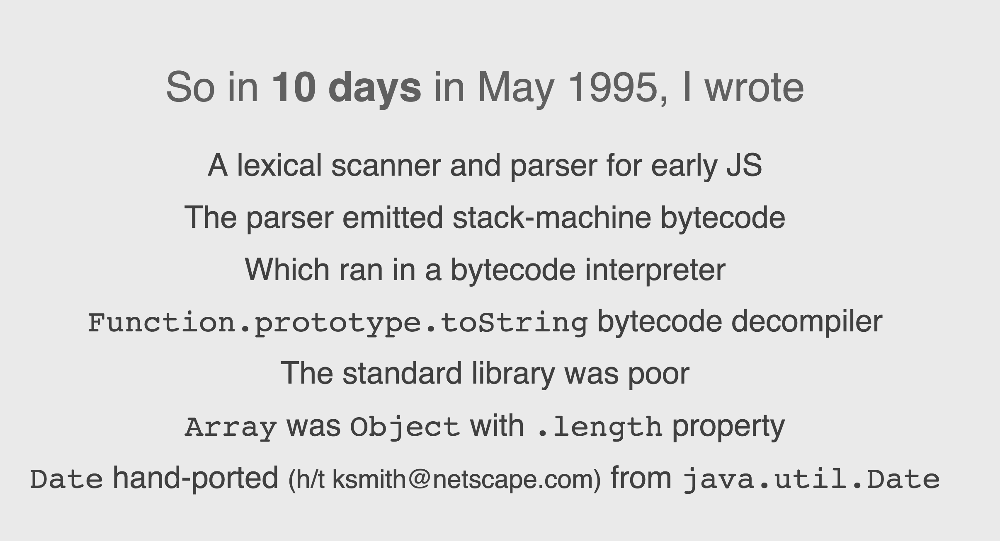 So in 10 days in May 1995, I wrote
A lexical scanner and parser for early JS
The parser emitted stack-machine bytecode
Which ran in a bytecode interpreter
Function.prototype.toString bytecode decompiler
The standard library was poor
Array was Object with .length property
Date hand-ported (h/t ksmith@netscape.com) from java.util.Date